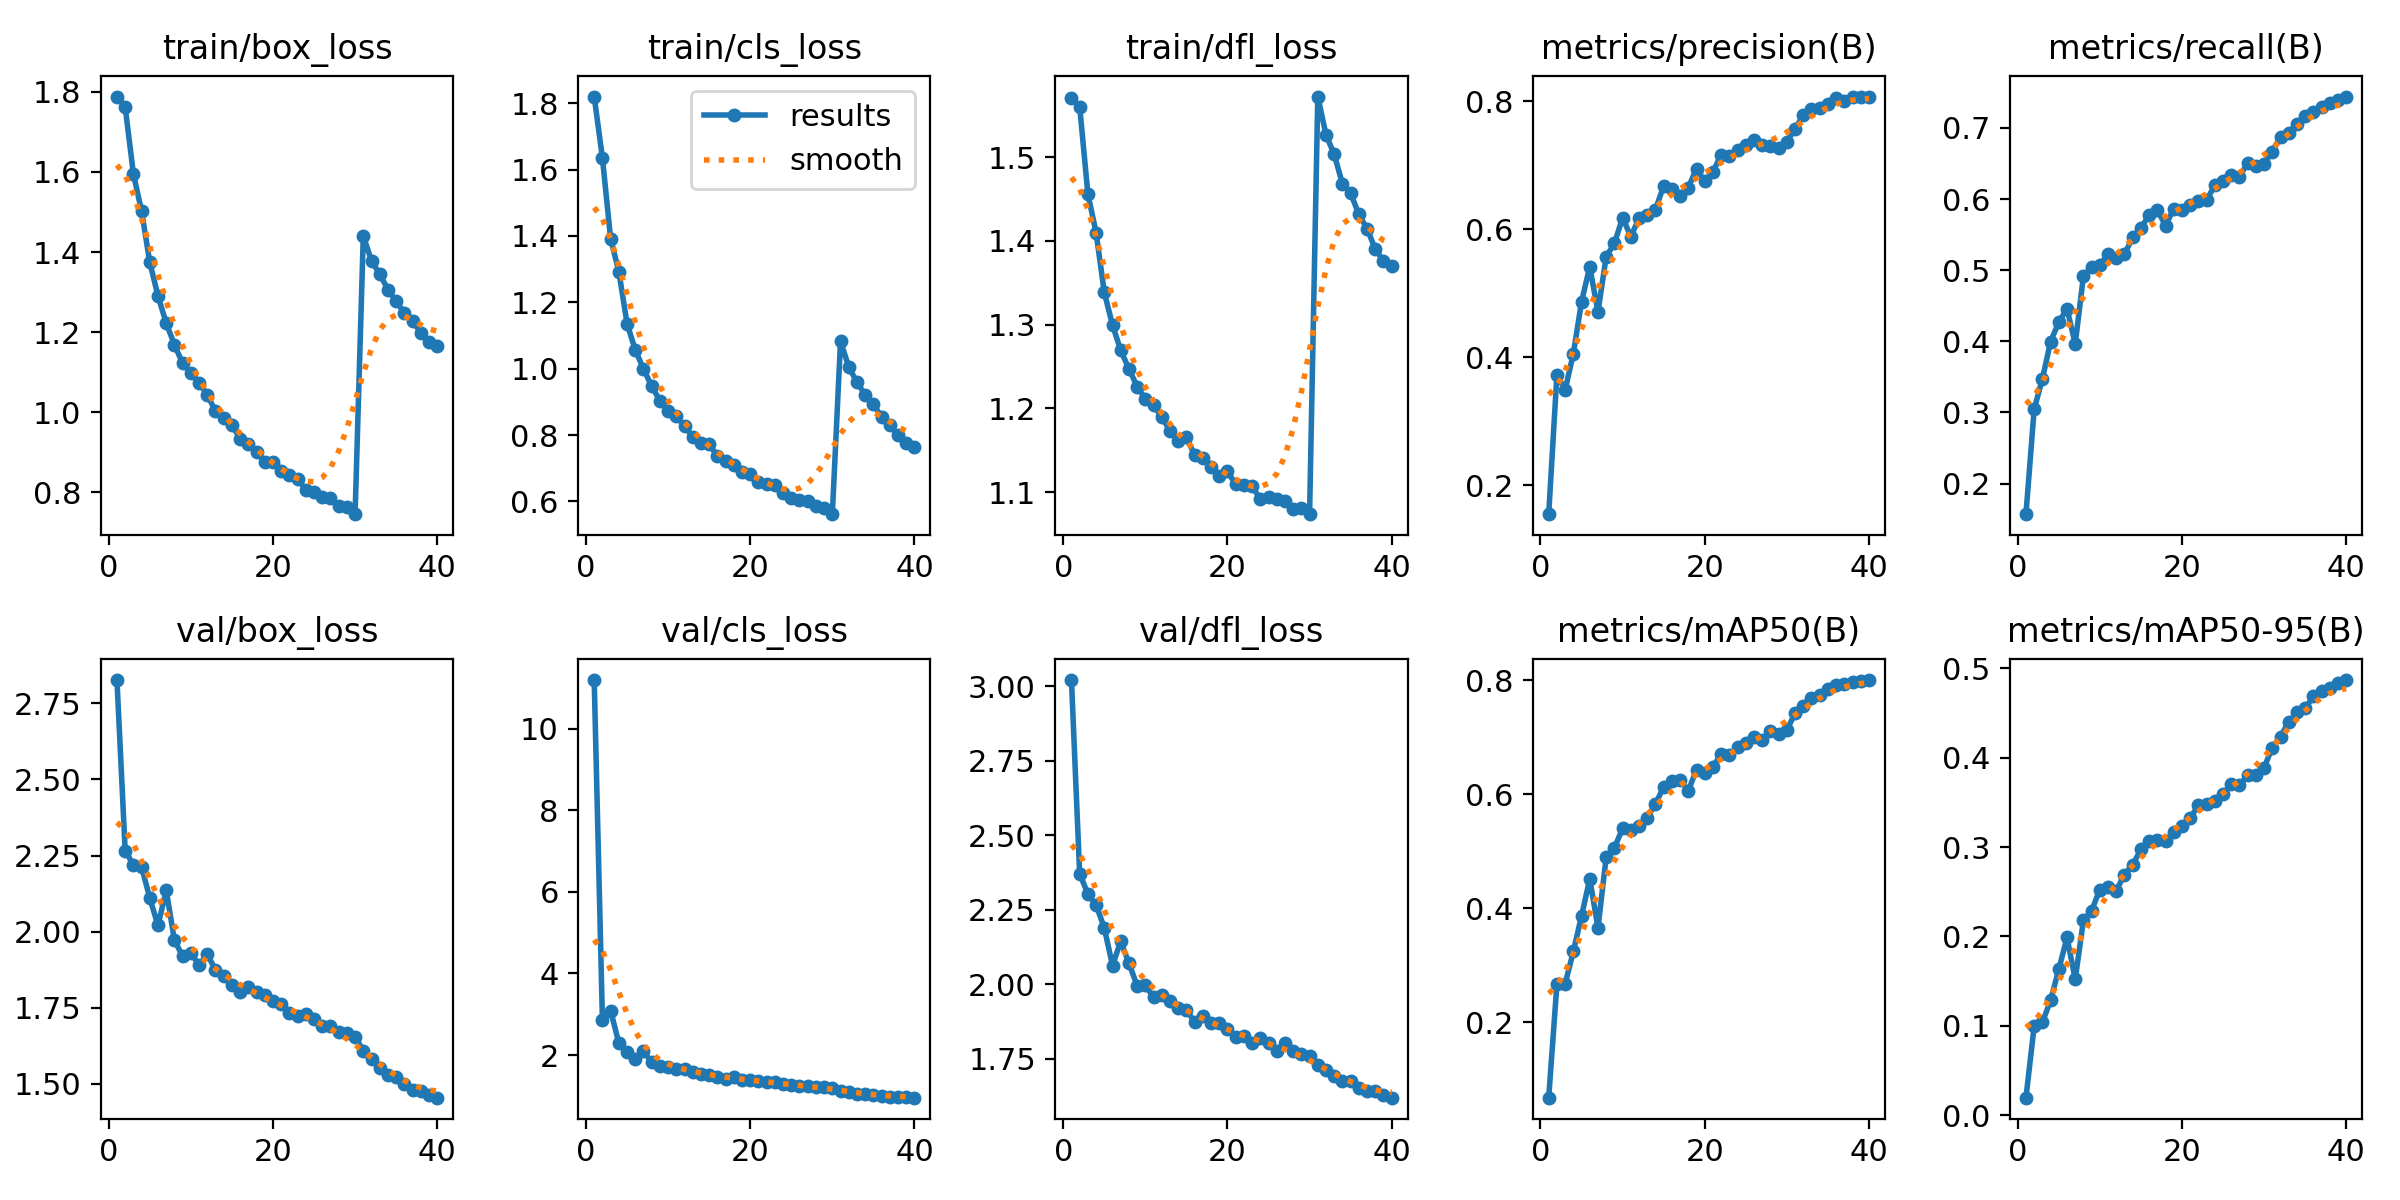 train/box_loss
1.8
1.6
1.4
1.2
1.0
0.8
0 20 40
train/cls_loss
results
smooth
1.8
1.6
1.4
1.2
1.0
0.8
0.6
0 20 40
train/dfl_loss
1.5
1.4
1.3
1.2
1.1
0 20 40
metrics/precision(B)
0.8
0.6
0.4
0.2
0 20 40
metrics/recall(B)
0.7
0.6
0.5
0.4
0.3
0.2
0 20 40
val/box_loss
2.75
2.50
2.25
2.00
1.75
1.50
0 20 40
val/cls_loss
10
8
6
4
2
0 20 40
val/dfl_loss
3.00
2.75
2.50
2.25
2.00
1.75
0 20 40
metrics/mAP50(B)
0.8
0.6
0.4
0.2
0 20 40
metrics/mAP50-95(B)
0.5
0.4
0.3
0.2
0.1
0.0
0 20 40